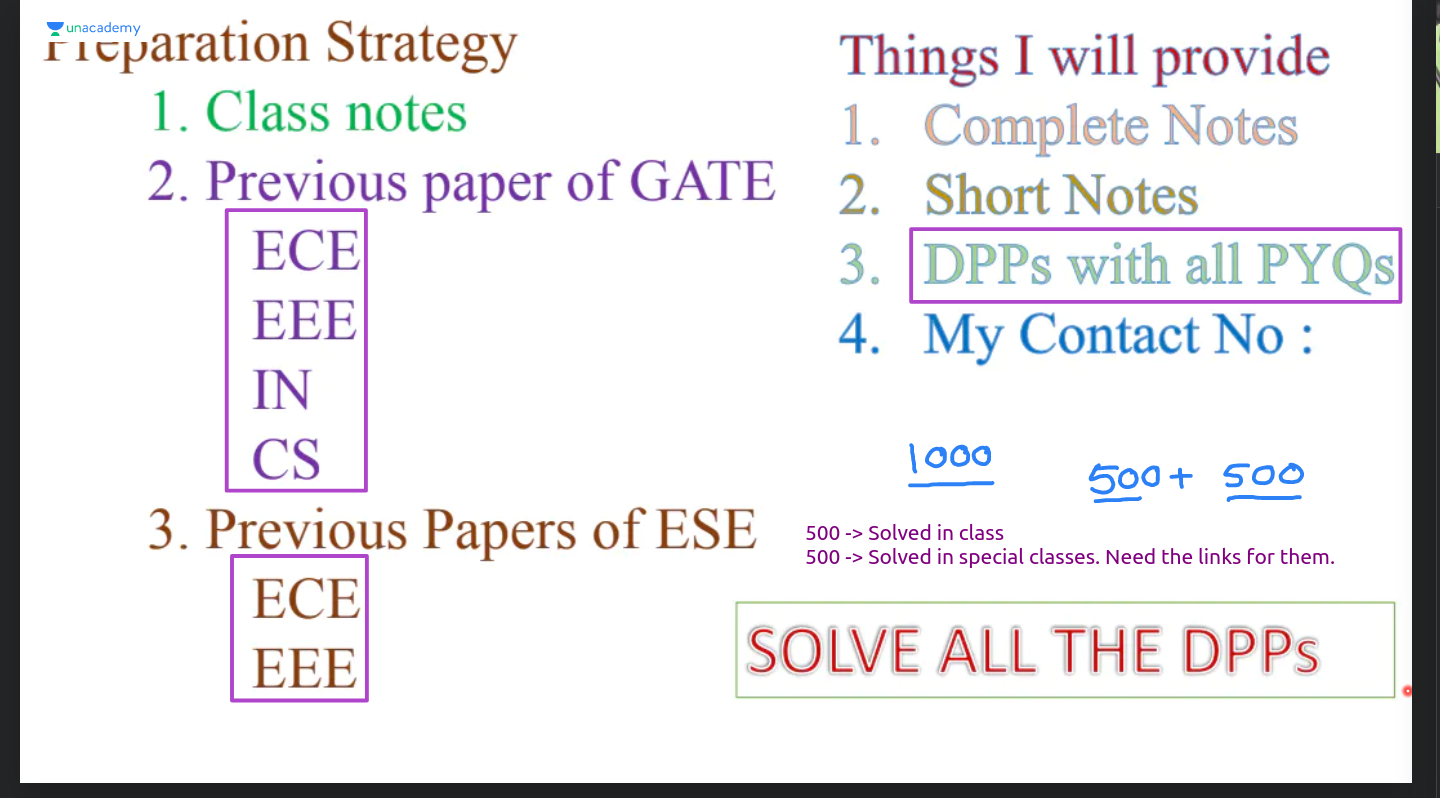 unacademy
Preparation Strategy
1. Class notes
2. Previous paper of GATE
ECE
EEE
IN
CS
3. Previous Papers of ESE
ECE
EEE
Things I will provide
1. Complete Notes
2. Short Notes
3. DPPs with all PYQs
4. My Contact No :
1000
500 + 500
500 -> Solved in class
500 -> Solved in special classes. Need the links for them.
SOLVE ALL THE DPPs